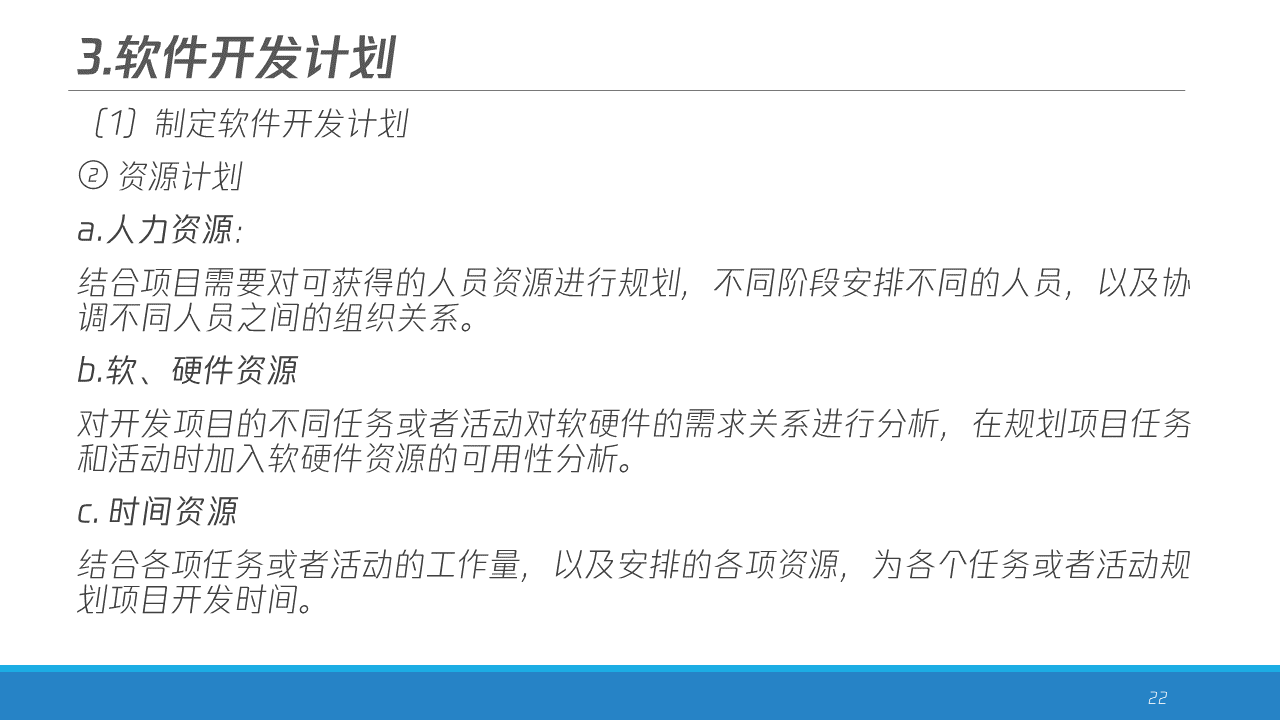 3.软件开发计划
（1）制定软件开发计划
② 资源计划
a.人力资源：
结合项目需要对可获得的人员资源进行规划，不同阶段安排不同的人员，以及协
调不同人员之间的组织关系。
b.软、硬件资源
对开发项目的不同任务或者活动对软硬件的需求关系进行分析，在规划项目任务
和活动时加入软硬件资源的可用性分析。
c. 时间资源
结合各项任务或者活动的工作量，以及安排的各项资源，为各个任务或者活动规
划项目开发时间。
22